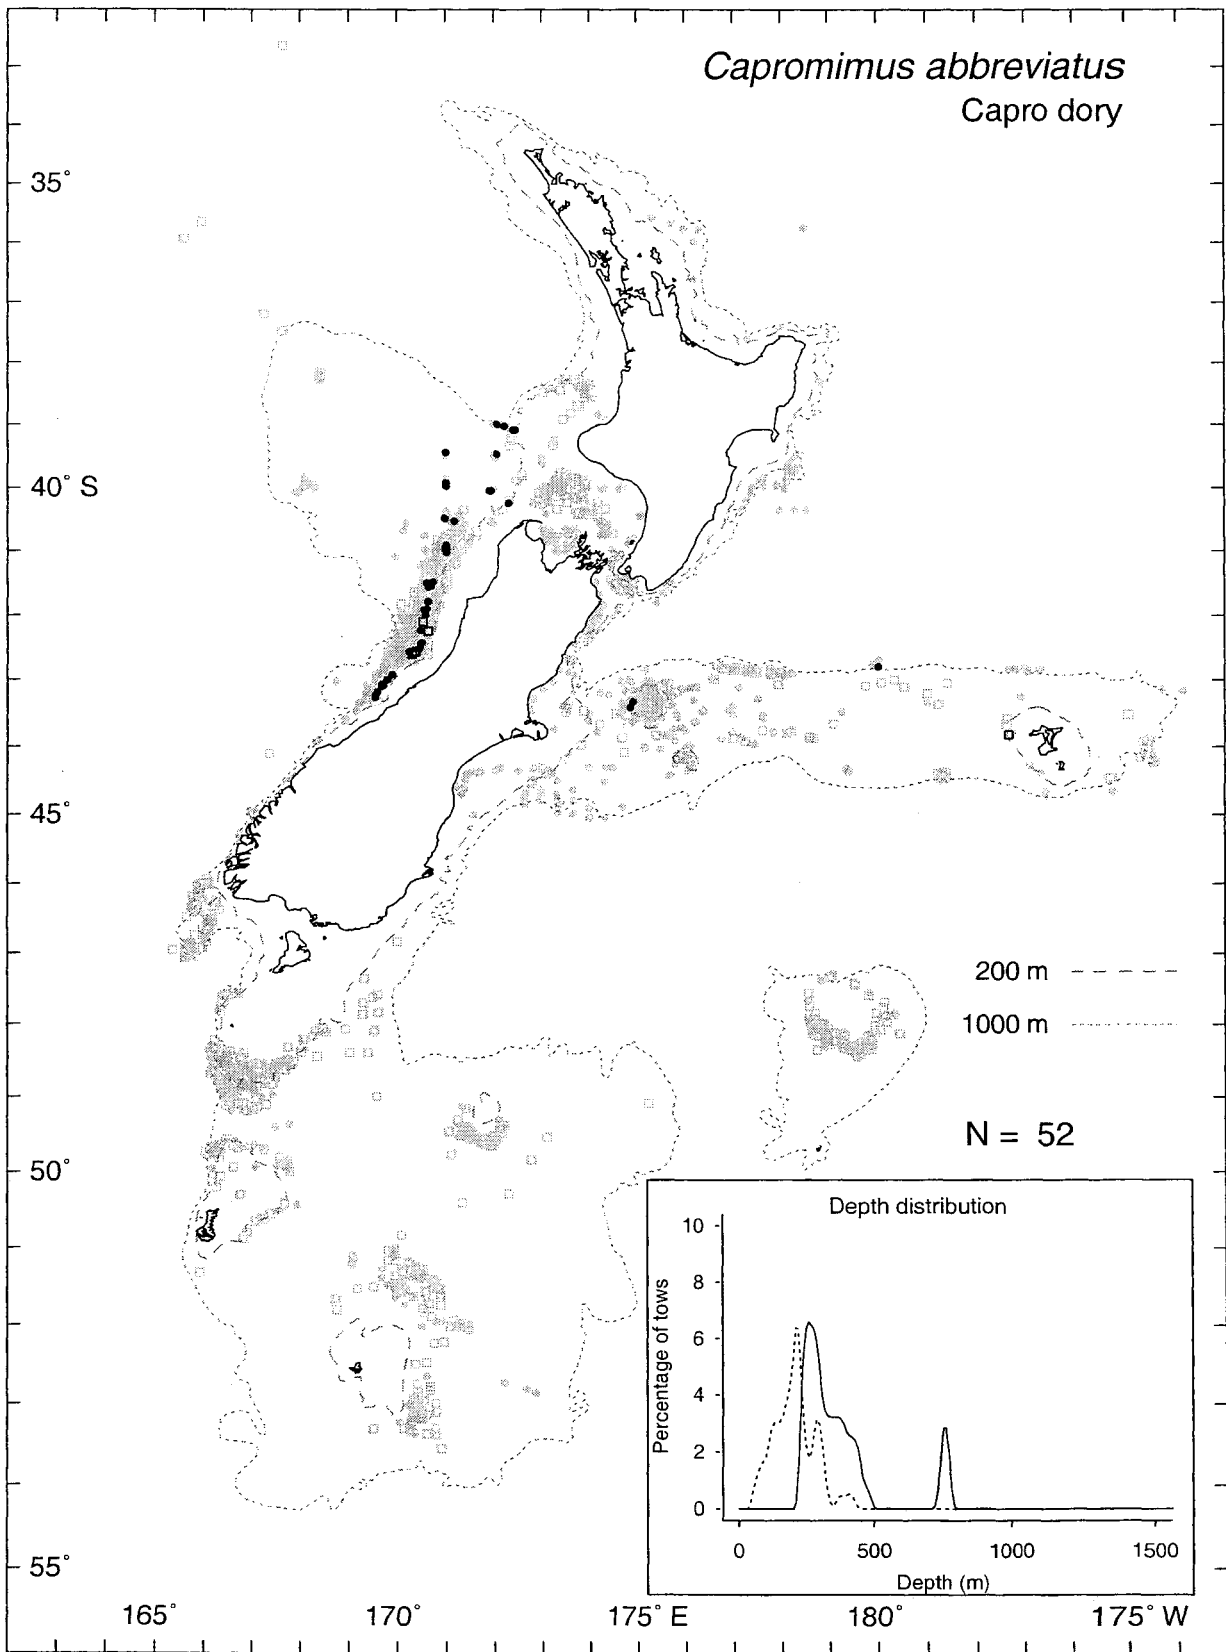 Capromimus abbreviatus
Capro dory
35°
40° S
45°
50°
55°
200 m
1000 m
N = 52
Depth distribution
Percentage of tows
10
8
6
4
2
0
0 500 1000 1500
Depth (m)
165° 170° 175° E 180° 175° W